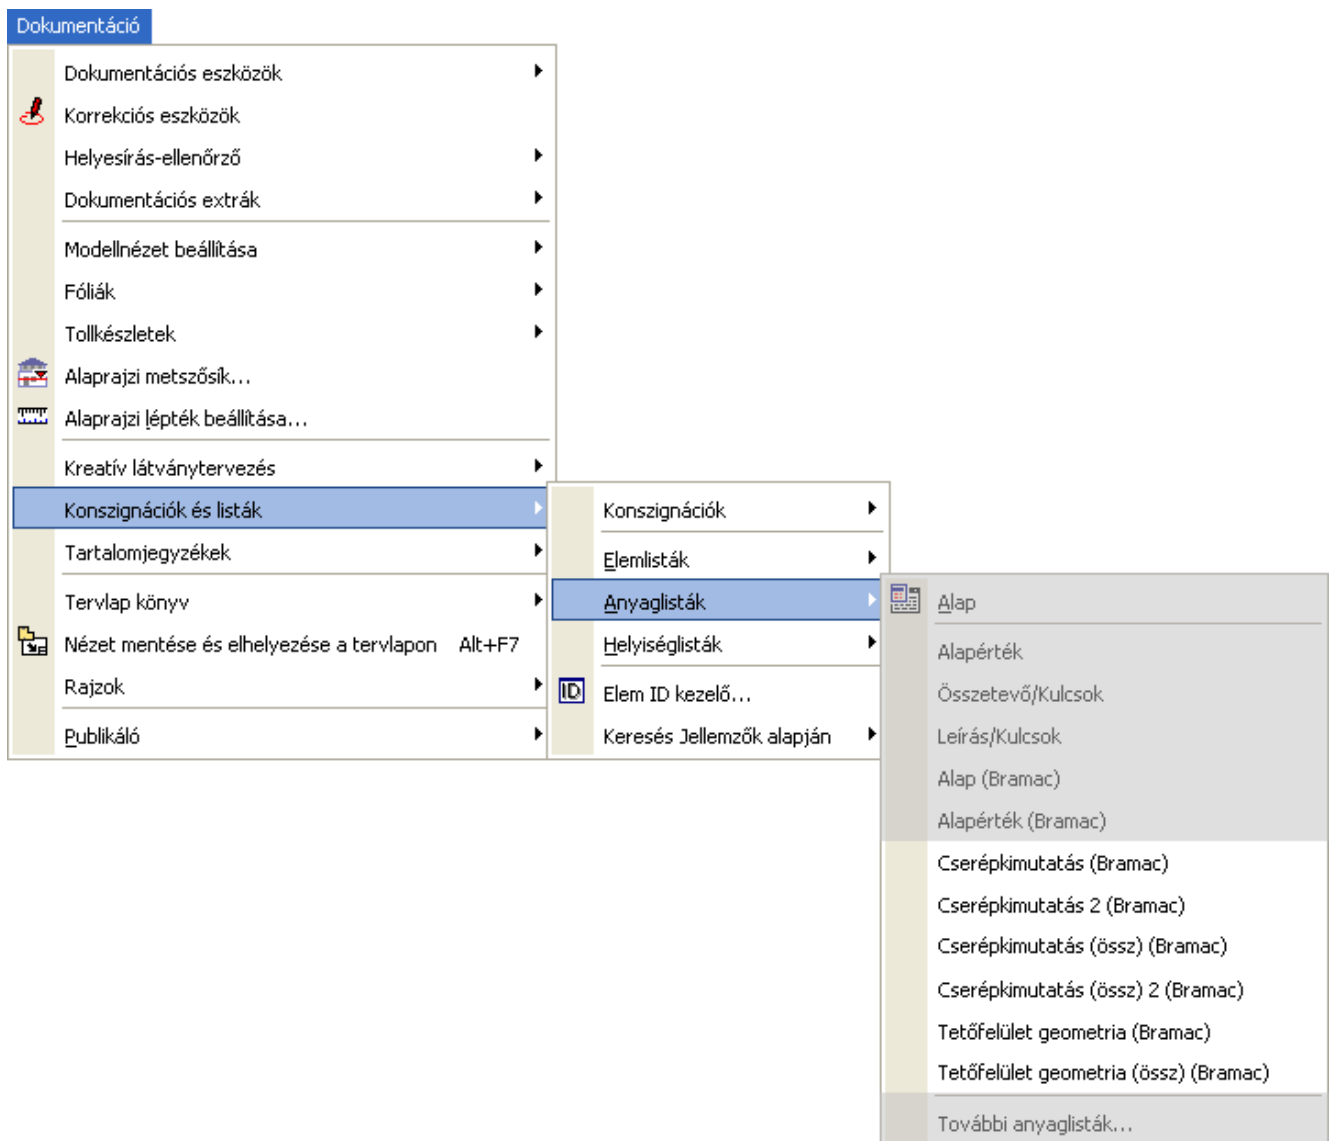 Dokumentáció
Dokumentációs eszközök
Korrekciós eszközök
Helyesírás-ellenőrző
Dokumentációs extrák
Modellnézet beállítása
Fóliák
Tollkészletek
Alaprajzi metszősík...
Alaprajzi lépték beállítása...
Kreatív látványtervezés
Konszignációk és listák
Tartalomjegyzékek
Tervlap könyv
Nézet mentése és elhelyezése a tervlapon Alt+F7
Rajzok
Publikáló
Konszignációk
Elemlisták
Anyaglisták
Helyiséglisták
ID Elem ID kezelő...
Keresés Jellemzők alapján
Alap
Alapérték
Összetevő/Kulcsok
Leírás/Kulcsok
Alap (Bramac)
Alapérték (Bramac)
Cserépkimutatás (Bramac)
Cserépkimutatás 2 (Bramac)
Cserépkimutatás (össz) (Bramac)
Cserépkimutatás (össz) 2 (Bramac)
Tetőfelület geometria (Bramac)
Tetőfelület geometria (össz) (Bramac)
További anyaglisták...